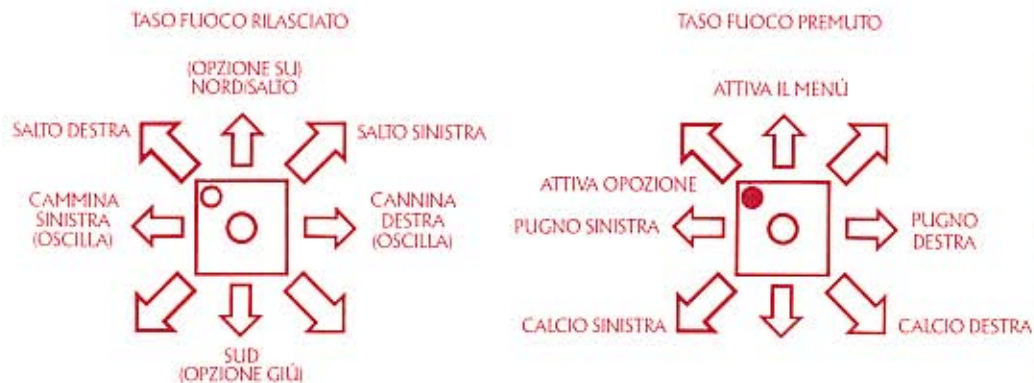 TASO FUOCO RILASCIATO
(OPZIONE SU)
NORD/SALTO
SALTO DESTRA
SALTO SINISTRA
CAMMINA
SINISTRA
(OSCILLA)
CANNINA
DESTRA
(OSCILLA)
SUD
(OPZIONE GIÙ)
TASO FUOCO PREMUTO
ATTIVA IL MENÙ
ATTIVA OPOZIONE
PUGNO SINISTRA
PUGNO
DESTRA
CALCIO SINISTRA
CALCIO DESTRA